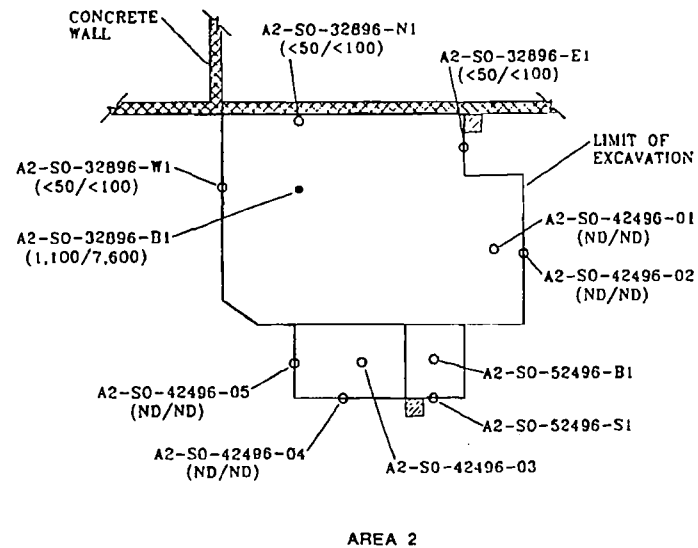 CONCRETE
WALL
A2-SO-32896-N1
(<50/<100)
A2-SO-32896-E1
(<50/<100)
LIMIT OF
EXCAVATION
A2-SO-32896-W1
(<50/<100)
A2-SO-32896-B1
(1,100/7,600)
A2-SO-42496-01
(ND/ND)
A2-SO-42496-02
(ND/ND)
A2-SO-42496-05
(ND/ND)
A2-SO-52496-B1
A2-SO-52496-S1
A2-SO-42496-04
(ND/ND)
A2-SO-42496-03
AREA 2